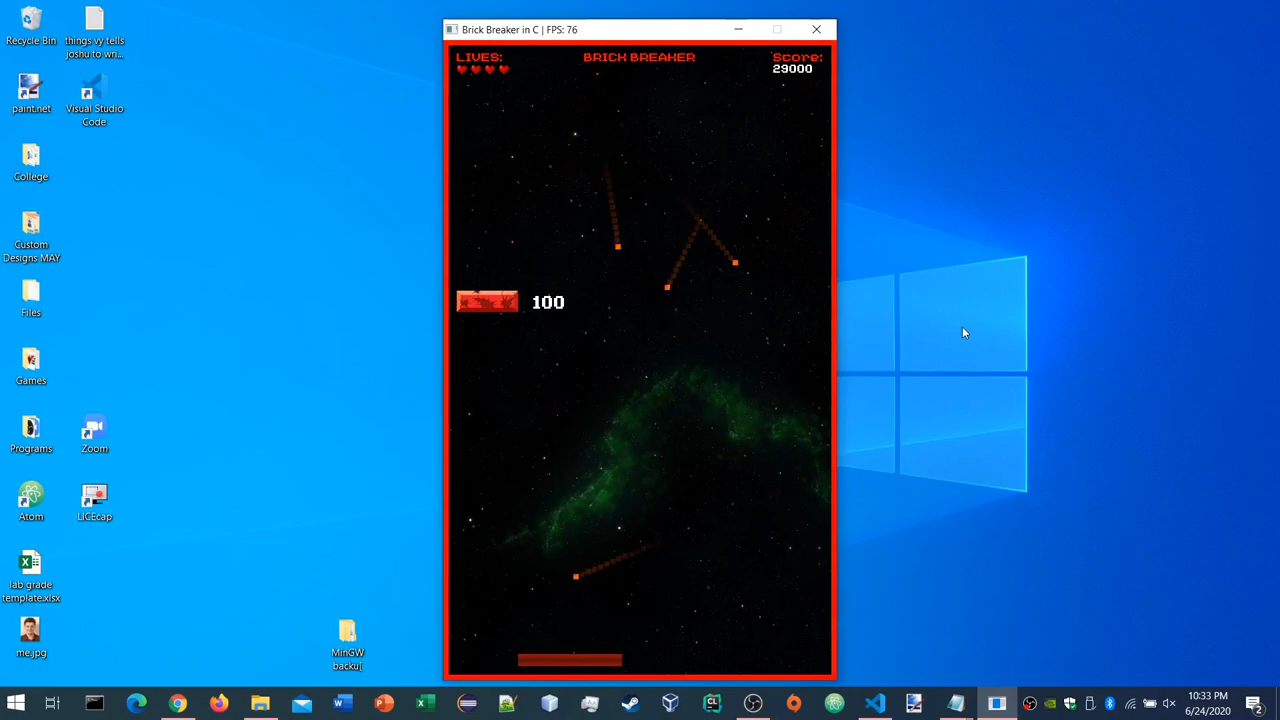 Recycle Bin
things vy tells
joshu to wri...
paint.net
Visual Studio
Code
College
Custom
Designs MAY
Files
Games
Programs
Zoom
Atom
LICEcap
lab grade
template.xlsx
me.jpg
MinGW
backu[
Brick Breaker in C | FPS: 76
LIVES:
BRICK BREAKER
Score:
29000
100
10:33 PM
6/24/2020
2